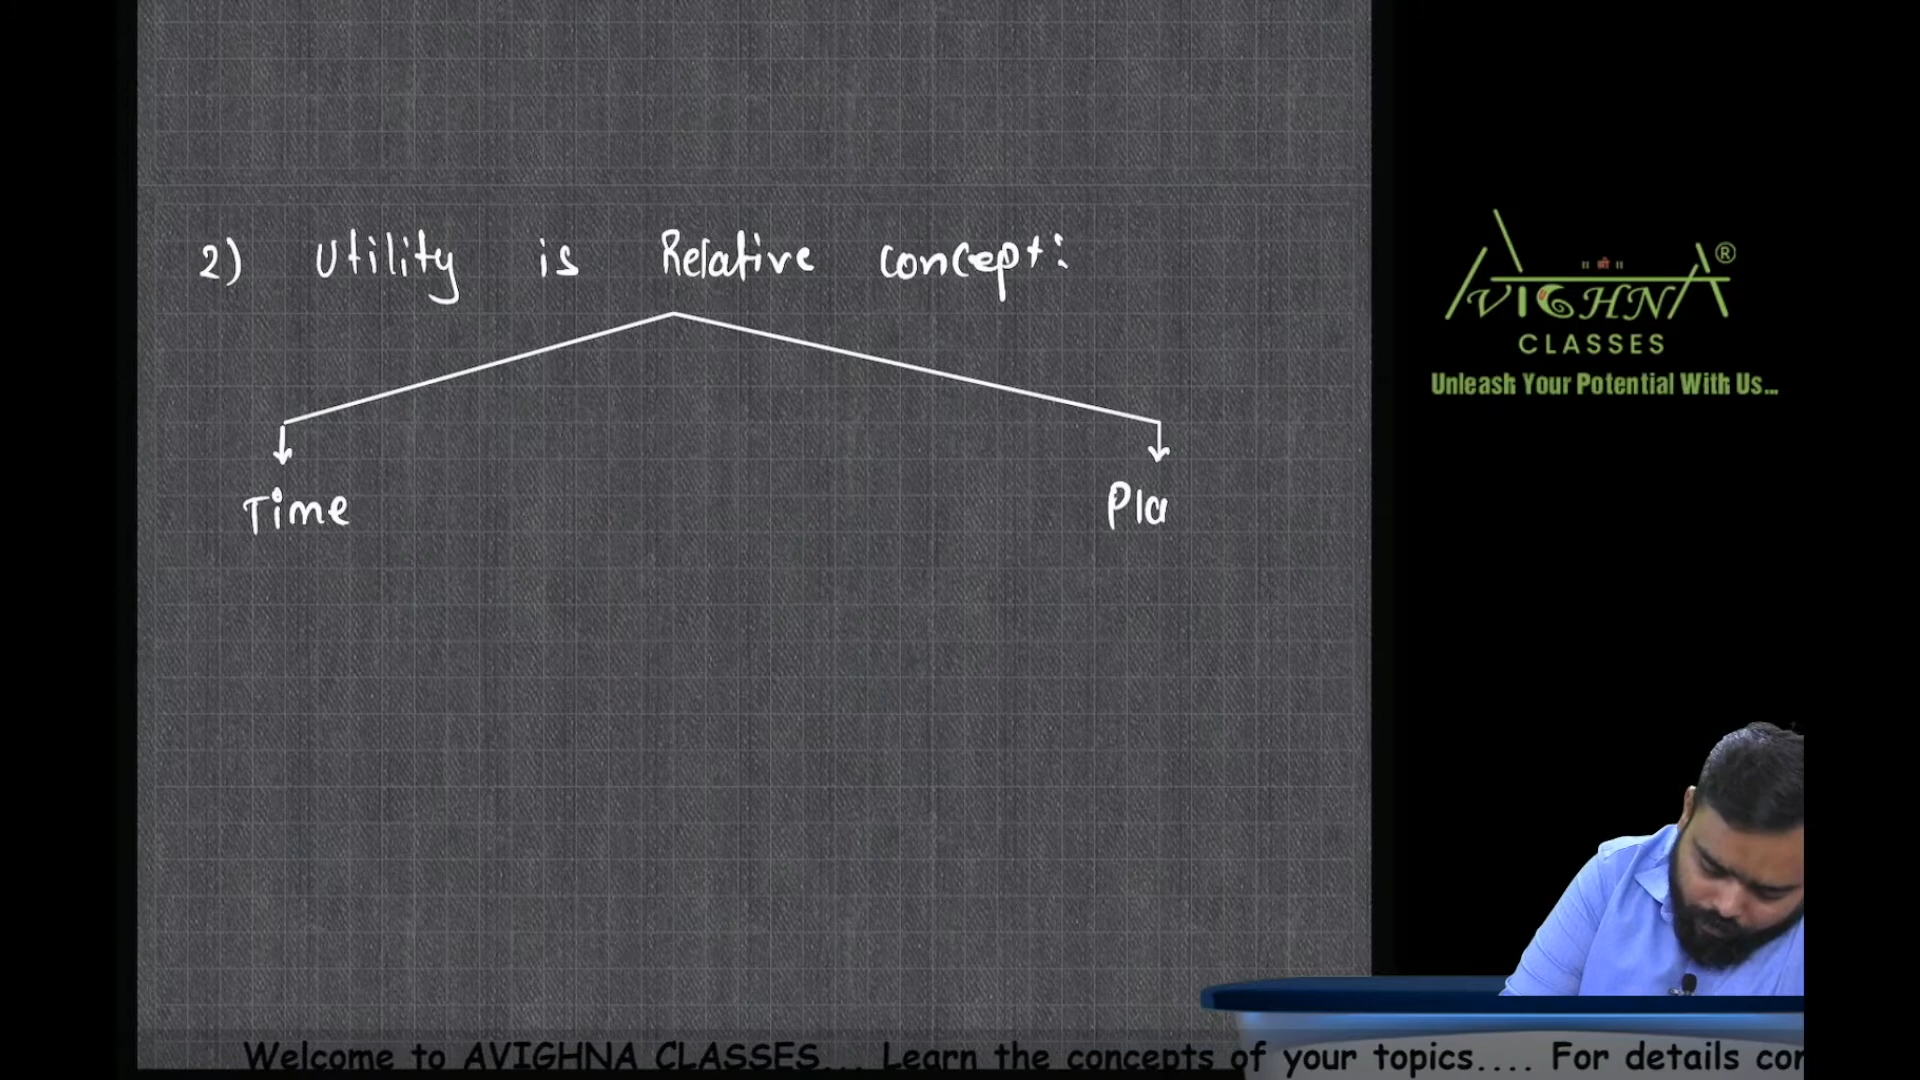 2) Utility is Relative concept:
Time Pla
॥ श्री ॥
AVIGHNA®
CLASSES
Unleash Your Potential With Us...
Welcome to AVIGHNA CLASSES... Learn the concepts of your topics.... For details con